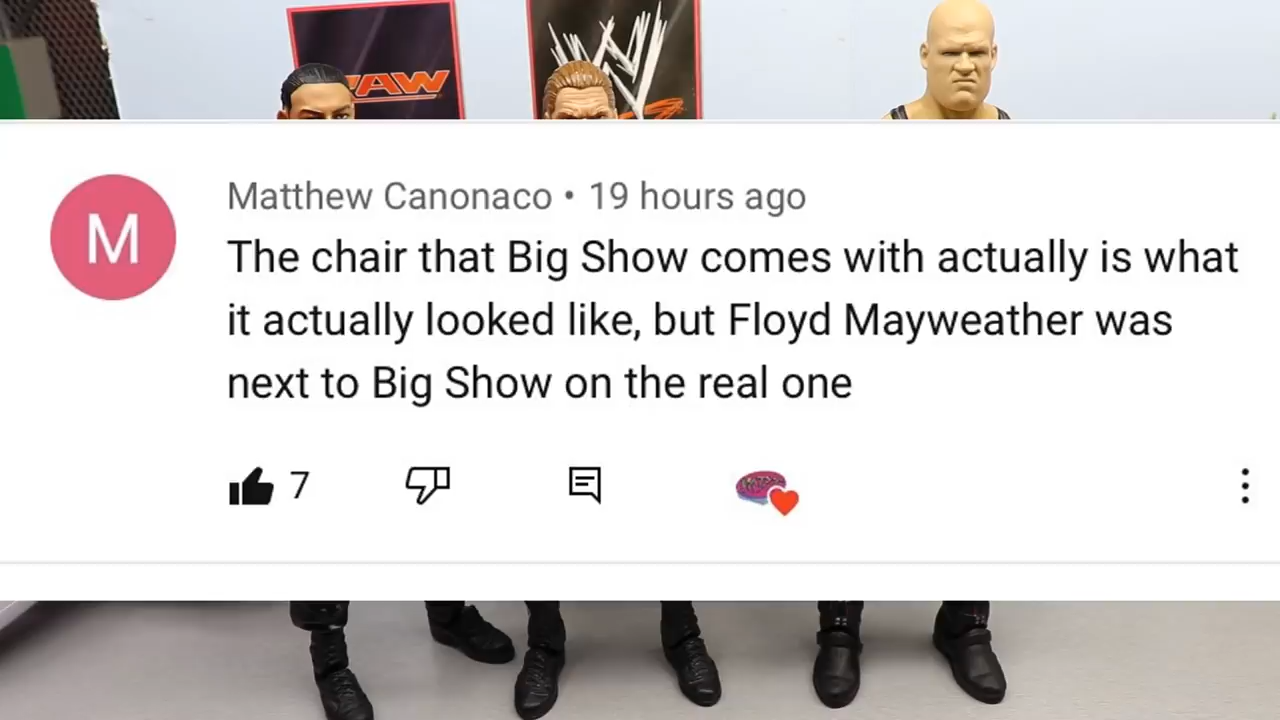 RAW
W
Matthew Canonaco • 19 hours ago
M
The chair that Big Show comes with actually is what
it actually looked like, but Floyd Mayweather was
next to Big Show on the real one
7